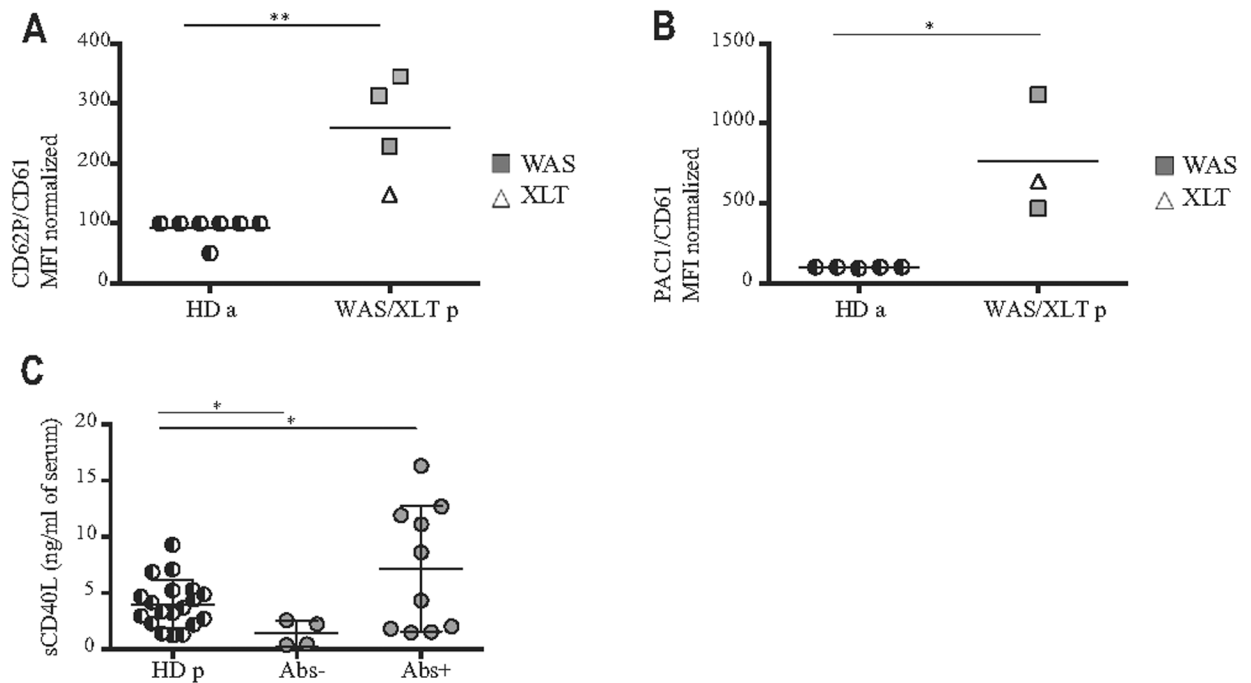 A
**
400
300
200
100
0
CD62P/CD61
MFI normalized
HD a
WAS/XLT p
WAS
XLT
B
*
1500
1000
500
0
PAC1/CD61
MFI normalized
HD a
WAS/XLT p
WAS
XLT
C
*
*
20
15
10
5
0
sCD40L (ng/ml of serum)
HD p
Abs-
Abs+